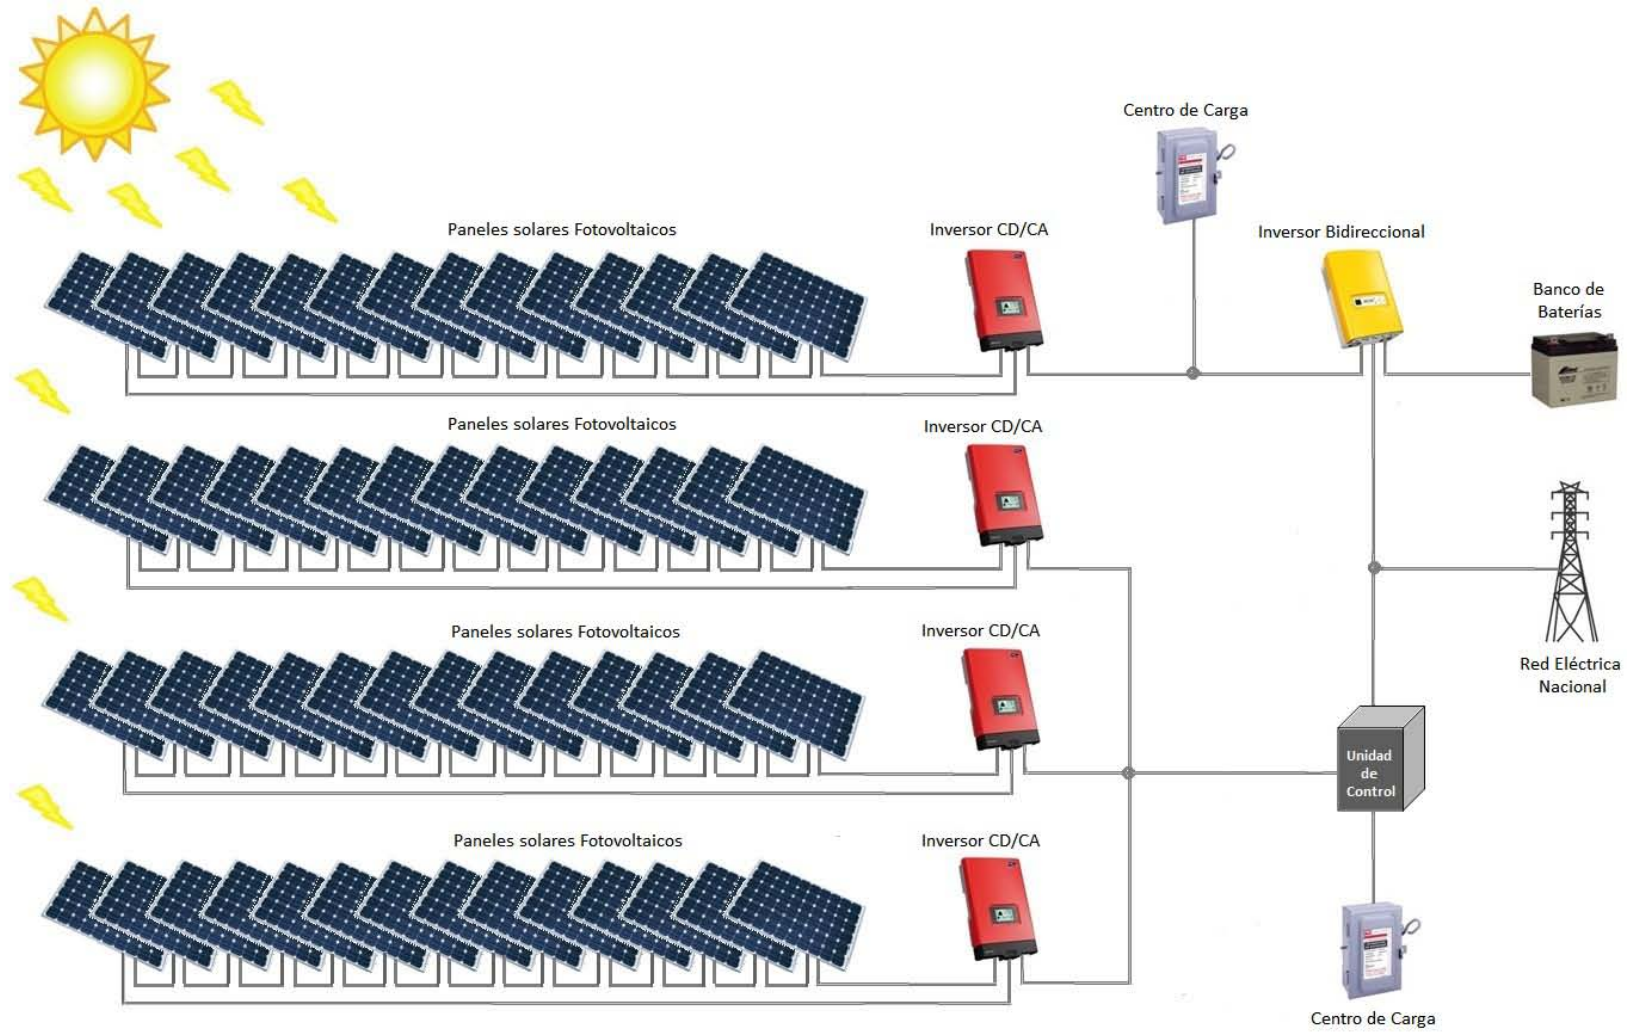 Centro de Carga
Paneles solares Fotovoltaicos
Inversor CD/CA
Inversor Bidireccional
Banco de
Baterías
Paneles solares Fotovoltaicos
Inversor CD/CA
Paneles solares Fotovoltaicos
Inversor CD/CA
Red Eléctrica
Nacional
Unidad
de
Control
Paneles solares Fotovoltaicos
Inversor CD/CA
Centro de Carga